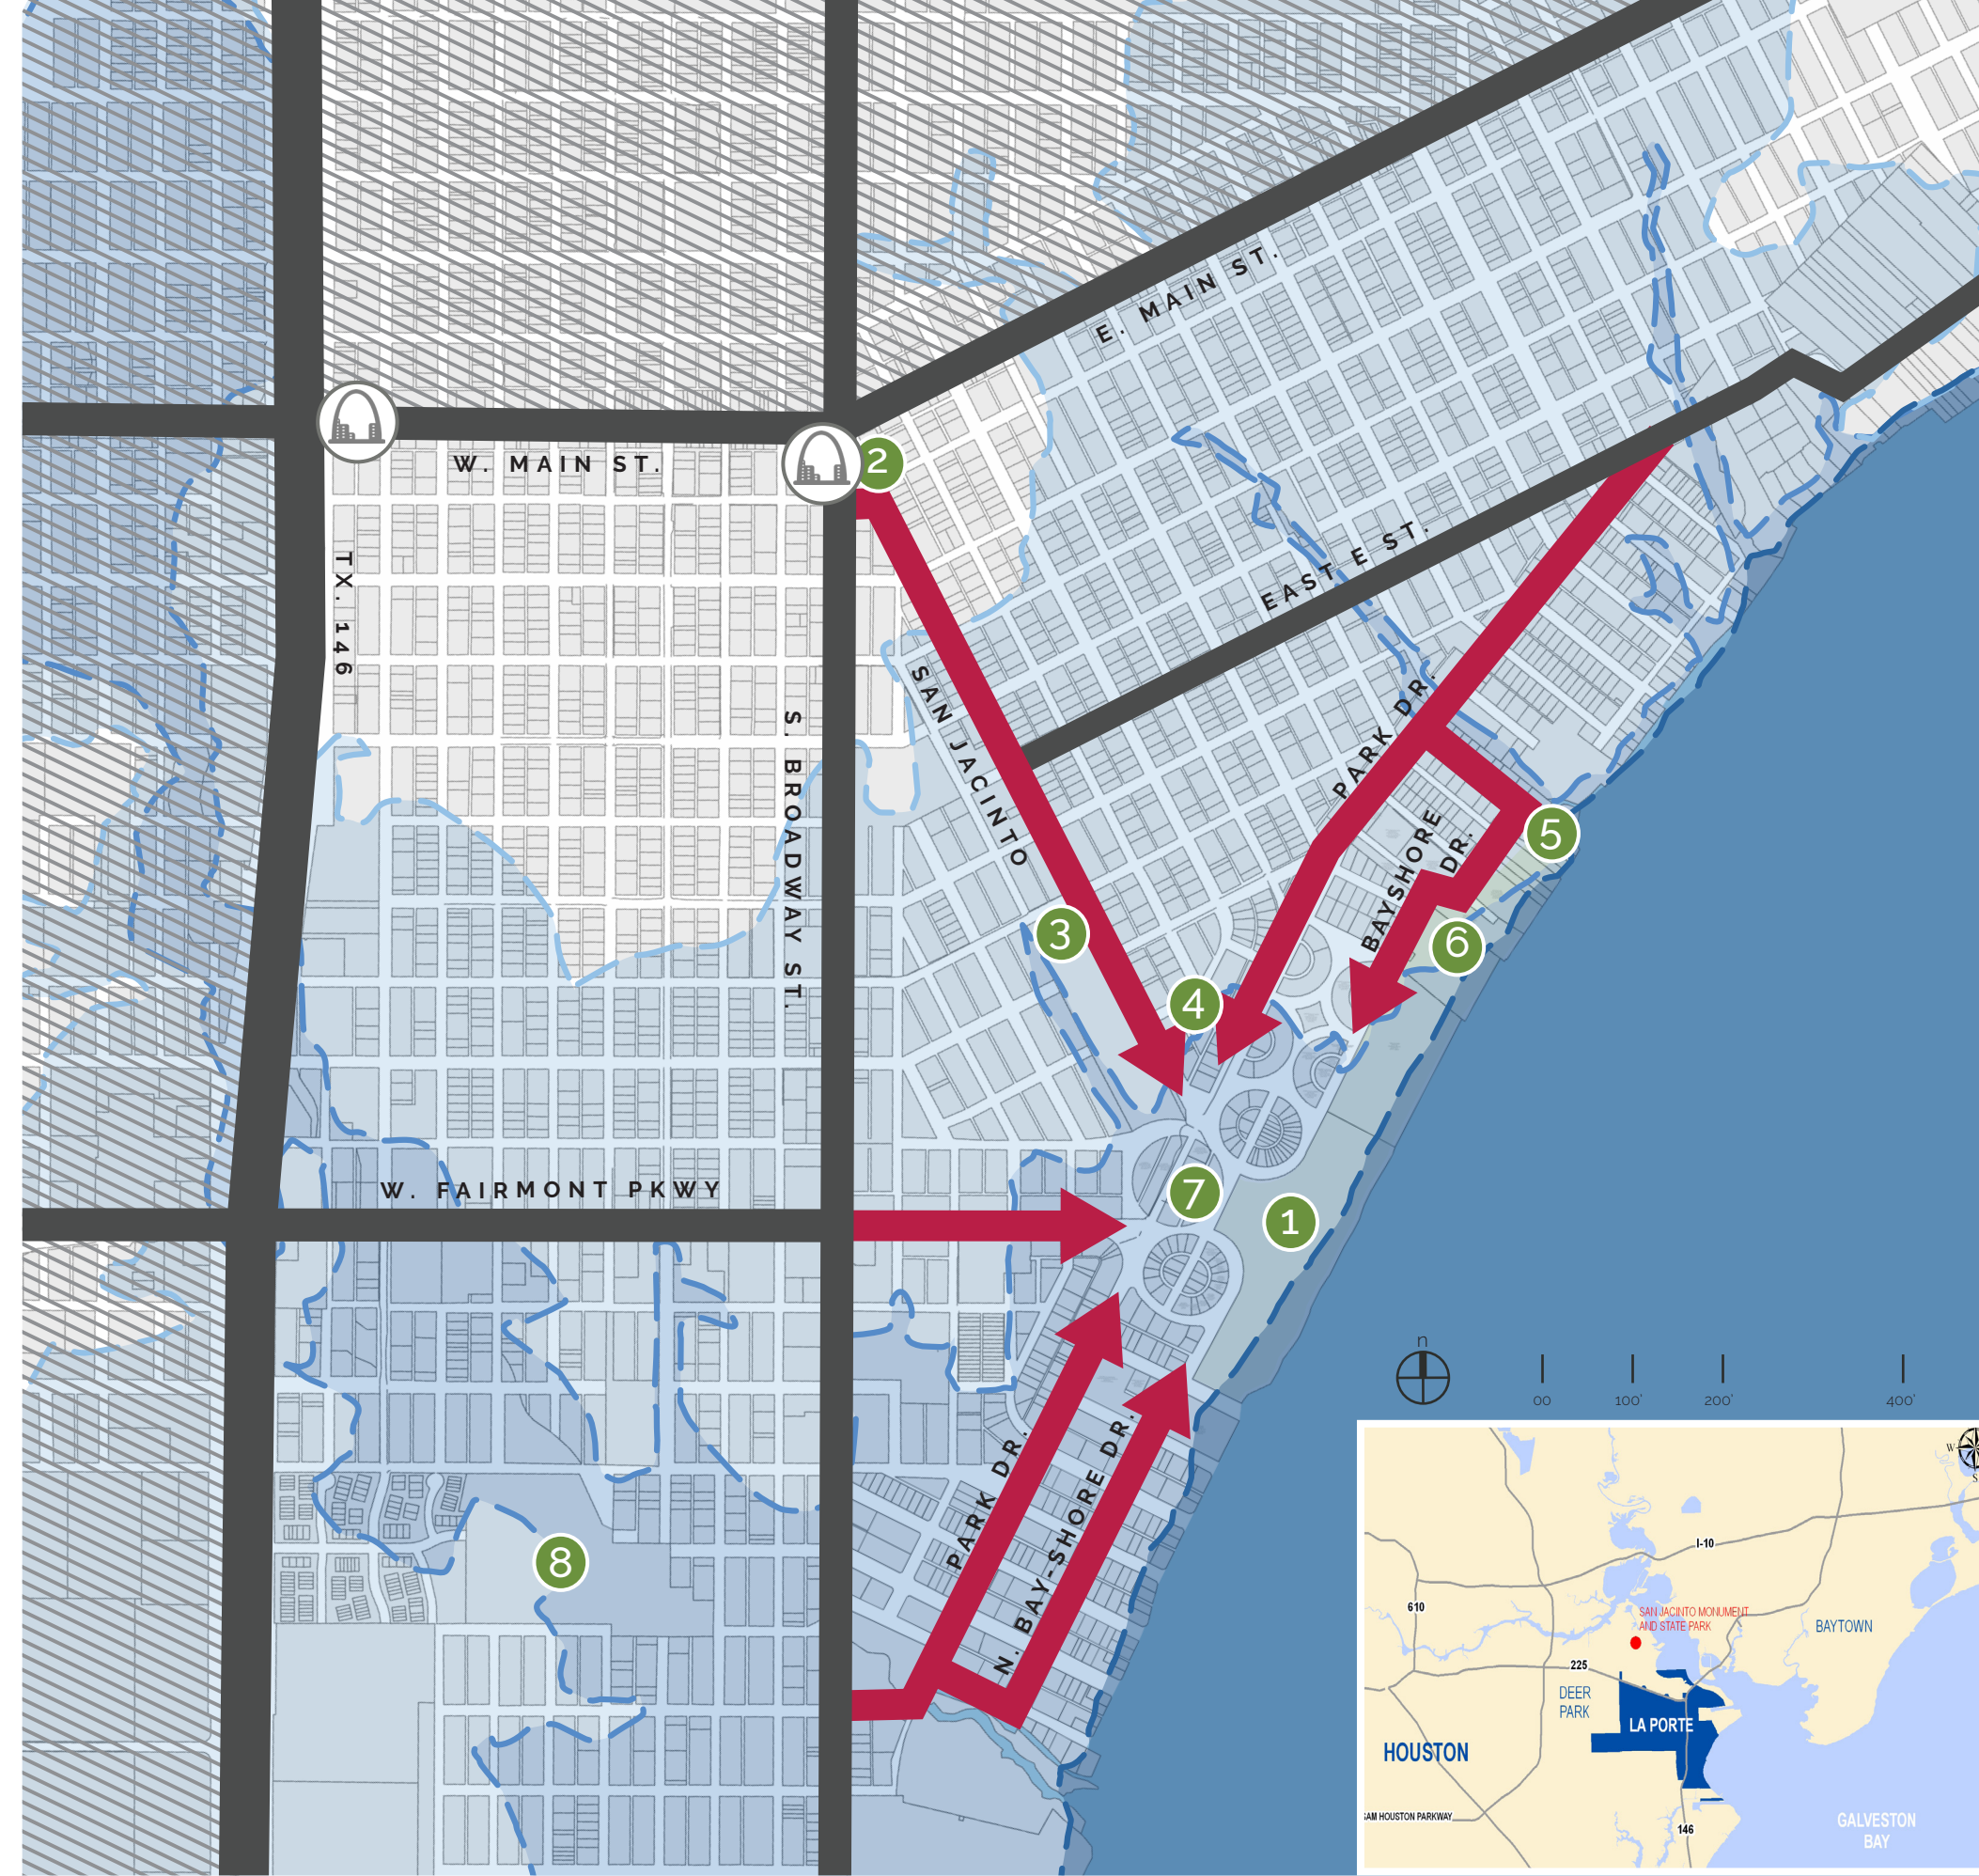 E. MAIN ST.
2
W. MAIN ST.
TX. 146
EAST E ST.
SAN JACINTO
PARK DR.
S. BROADWAY ST.
BAYSHORE
DR.
5
3
6
4
W. FAIRMONT PKWY
7
1
n
00
100'
200'
400'
PARK DR.
N. BAY-SHORE DR.
8
W
S
I-10
610
SAN JACINTO MONUMENT
AND STATE PARK
BAYTOWN
225
DEER
PARK
LA PORTE
HOUSTON
SAM HOUSTON PARKWAY
146
GALVESTON
BAY